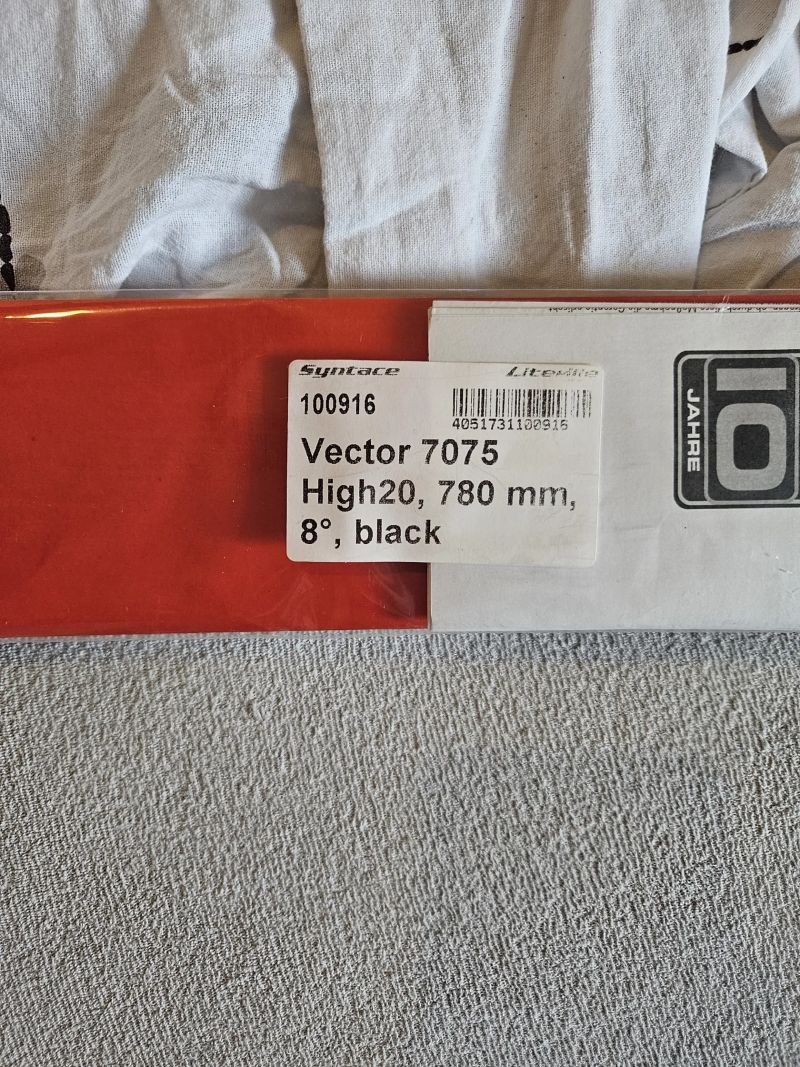 Syntace Liteville
100916
4051731100916
Vector 7075
High20, 780 mm,
8°, black
10
JAHRE